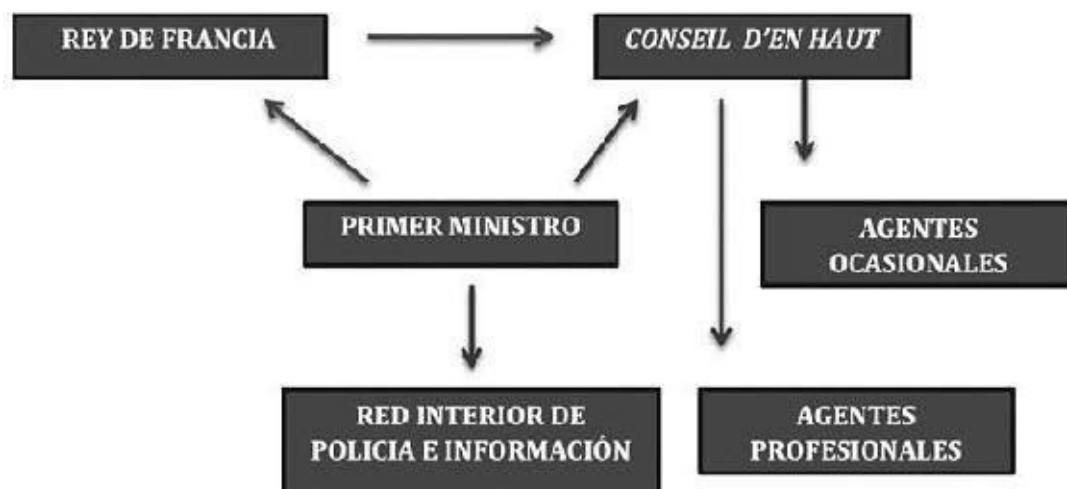 REY DE FRANCIA
CONSEIL D'EN HAUT
PRIMER MINISTRO
AGENTES
OCASIONALES
RED INTERIOR DE
POLICIA E INFORMACIÓN
AGENTES
PROFESIONALES